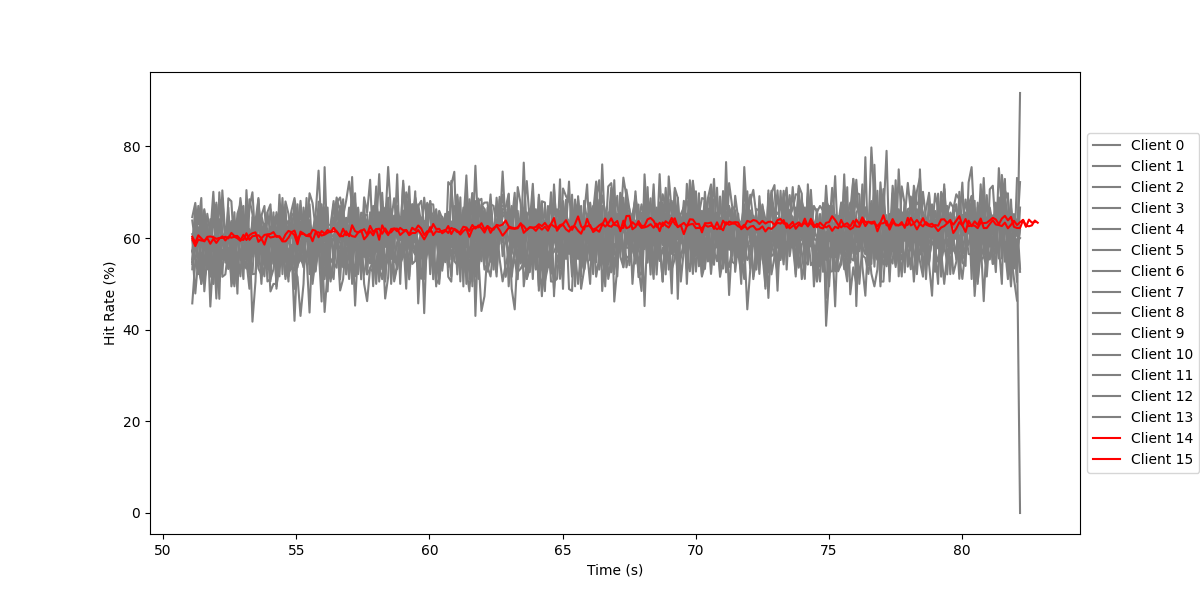 80
60
40
20
0
Hit Rate (%)
50
55
60
65
70
75
80
Time (s)
Client 0
Client 1
Client 2
Client 3
Client 4
Client 5
Client 6
Client 7
Client 8
Client 9
Client 10
Client 11
Client 12
Client 13
Client 14
Client 15